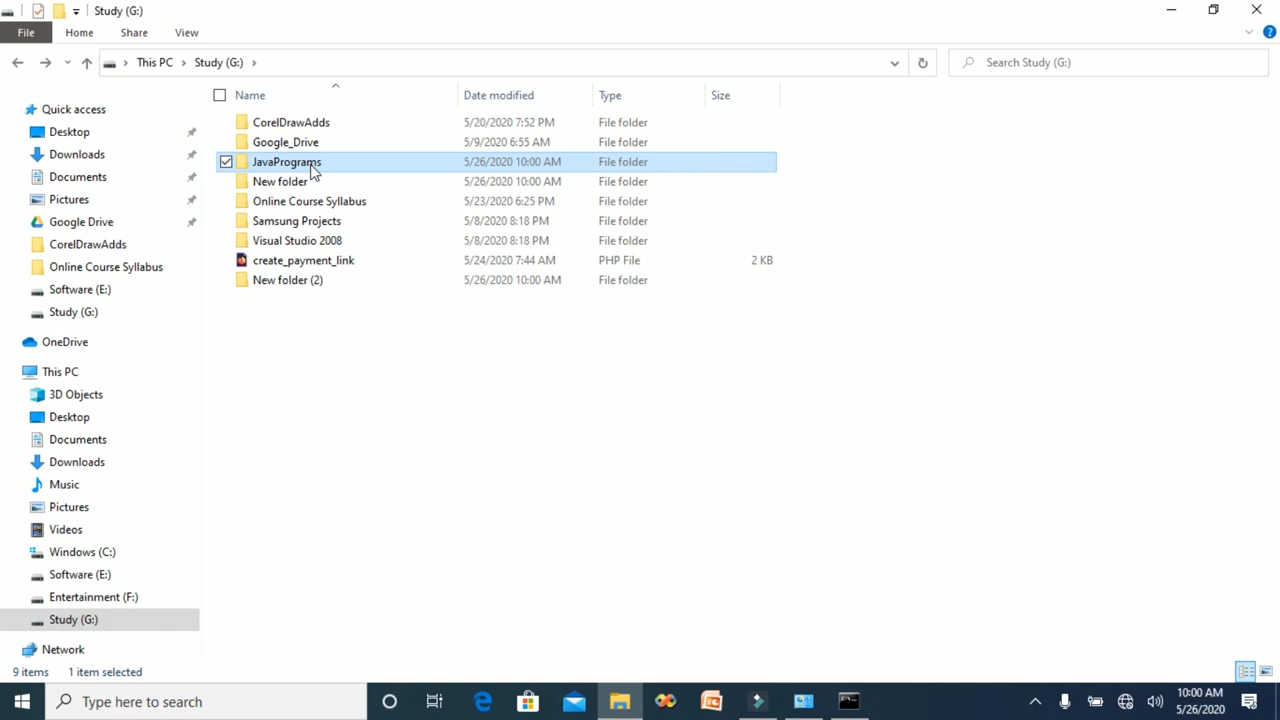 Study (G:)
File Home Share View
This PC Study (G:) Search Study (G:)
Name Date modified Type Size
CorelDrawAdds 5/20/2020 7:52 PM File folder
Google_Drive 5/9/2020 6:55 AM File folder
JavaPrograms 5/26/2020 10:00 AM File folder
New folder 5/26/2020 10:00 AM File folder
Online Course Syllabus 5/23/2020 6:25 PM File folder
Samsung Projects 5/8/2020 8:18 PM File folder
Visual Studio 2008 5/8/2020 8:18 PM File folder
create_payment_link 5/24/2020 7:44 AM PHP File 2 KB
New folder (2) 5/26/2020 10:00 AM File folder
Quick access
Desktop
Downloads
Documents
Pictures
Google Drive
CorelDrawAdds
Online Course Syllabus
Software (E:)
Study (G:)
OneDrive
This PC
3D Objects
Desktop
Documents
Downloads
Music
Pictures
Videos
Windows (C:)
Software (E:)
Entertainment (F:)
Study (G:)
Network
9 items 1 item selected
Type here to search
10:00 AM
5/26/2020